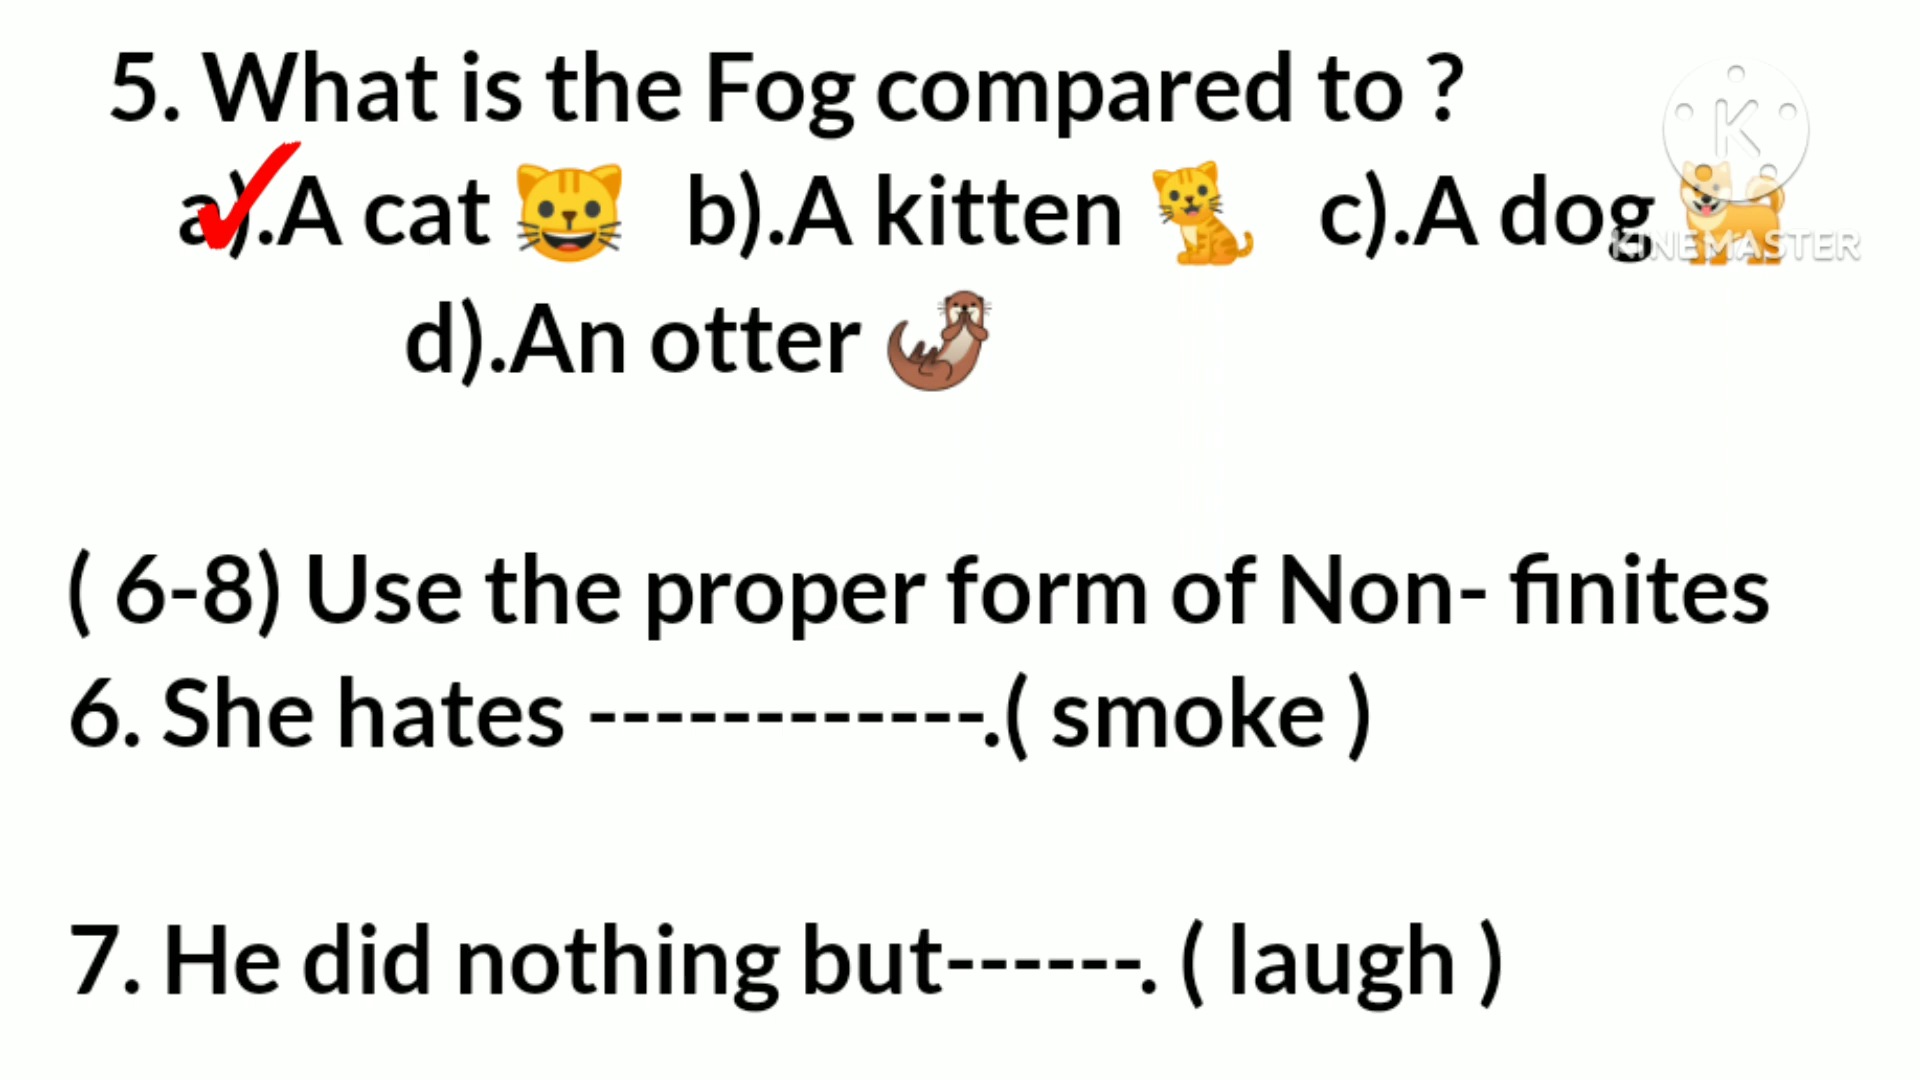 5. What is the Fog compared to ?
a).A cat 😺 b).A kitten 🐈 c).A dog 🐕
d).An otter 🦦
( 6-8) Use the proper form of Non- finites
6. She hates ------------.( smoke )
7. He did nothing but------. ( laugh )
K
KINEMASTER